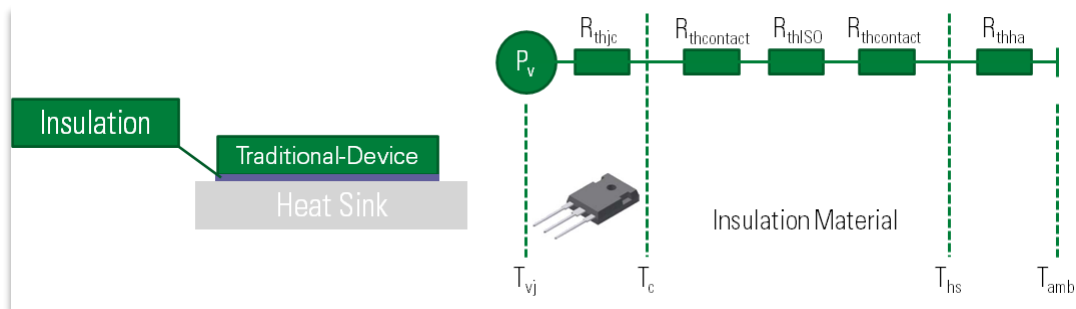 Insulation
Traditional-Device
Heat Sink
Pv
Rthjc
Rthcontact
RthISO
Rthcontact
Rthha
Insulation Material
Tvj
Tc
Ths
Tamb